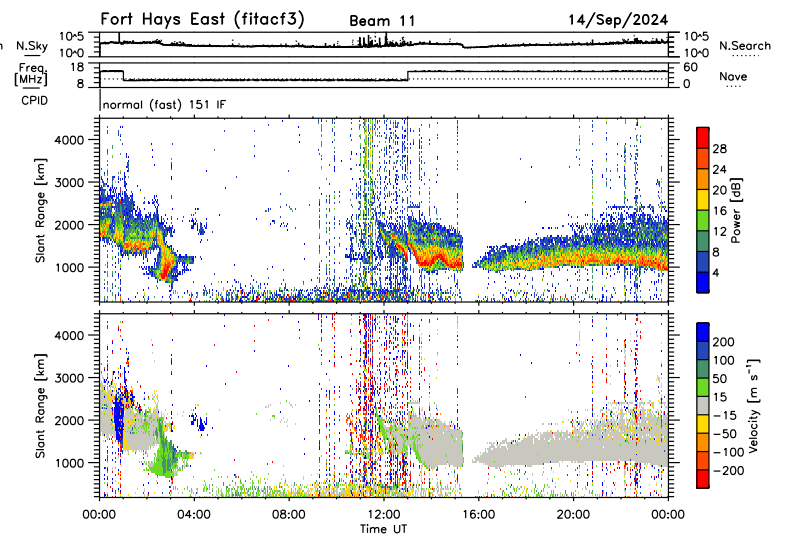 Fort Hays East (fitacf3) Beam 11 14/Sep/2024
N.Sky 10^5 10^5 N.Search
10^0 10^0
Freq. 18 60 Nave
[MHz] 8 0
CPID normal (fast) 151 IF
Slant Range [km]
4000
3000
2000
1000
28
24
20
16
12
8
4
Power [dB]
Slant Range [km]
4000
3000
2000
1000
200
100
50
15
-15
-50
-100
-200
Velocity [m s⁻¹]
00:00 04:00 08:00 12:00 16:00 20:00 00:00
Time UT